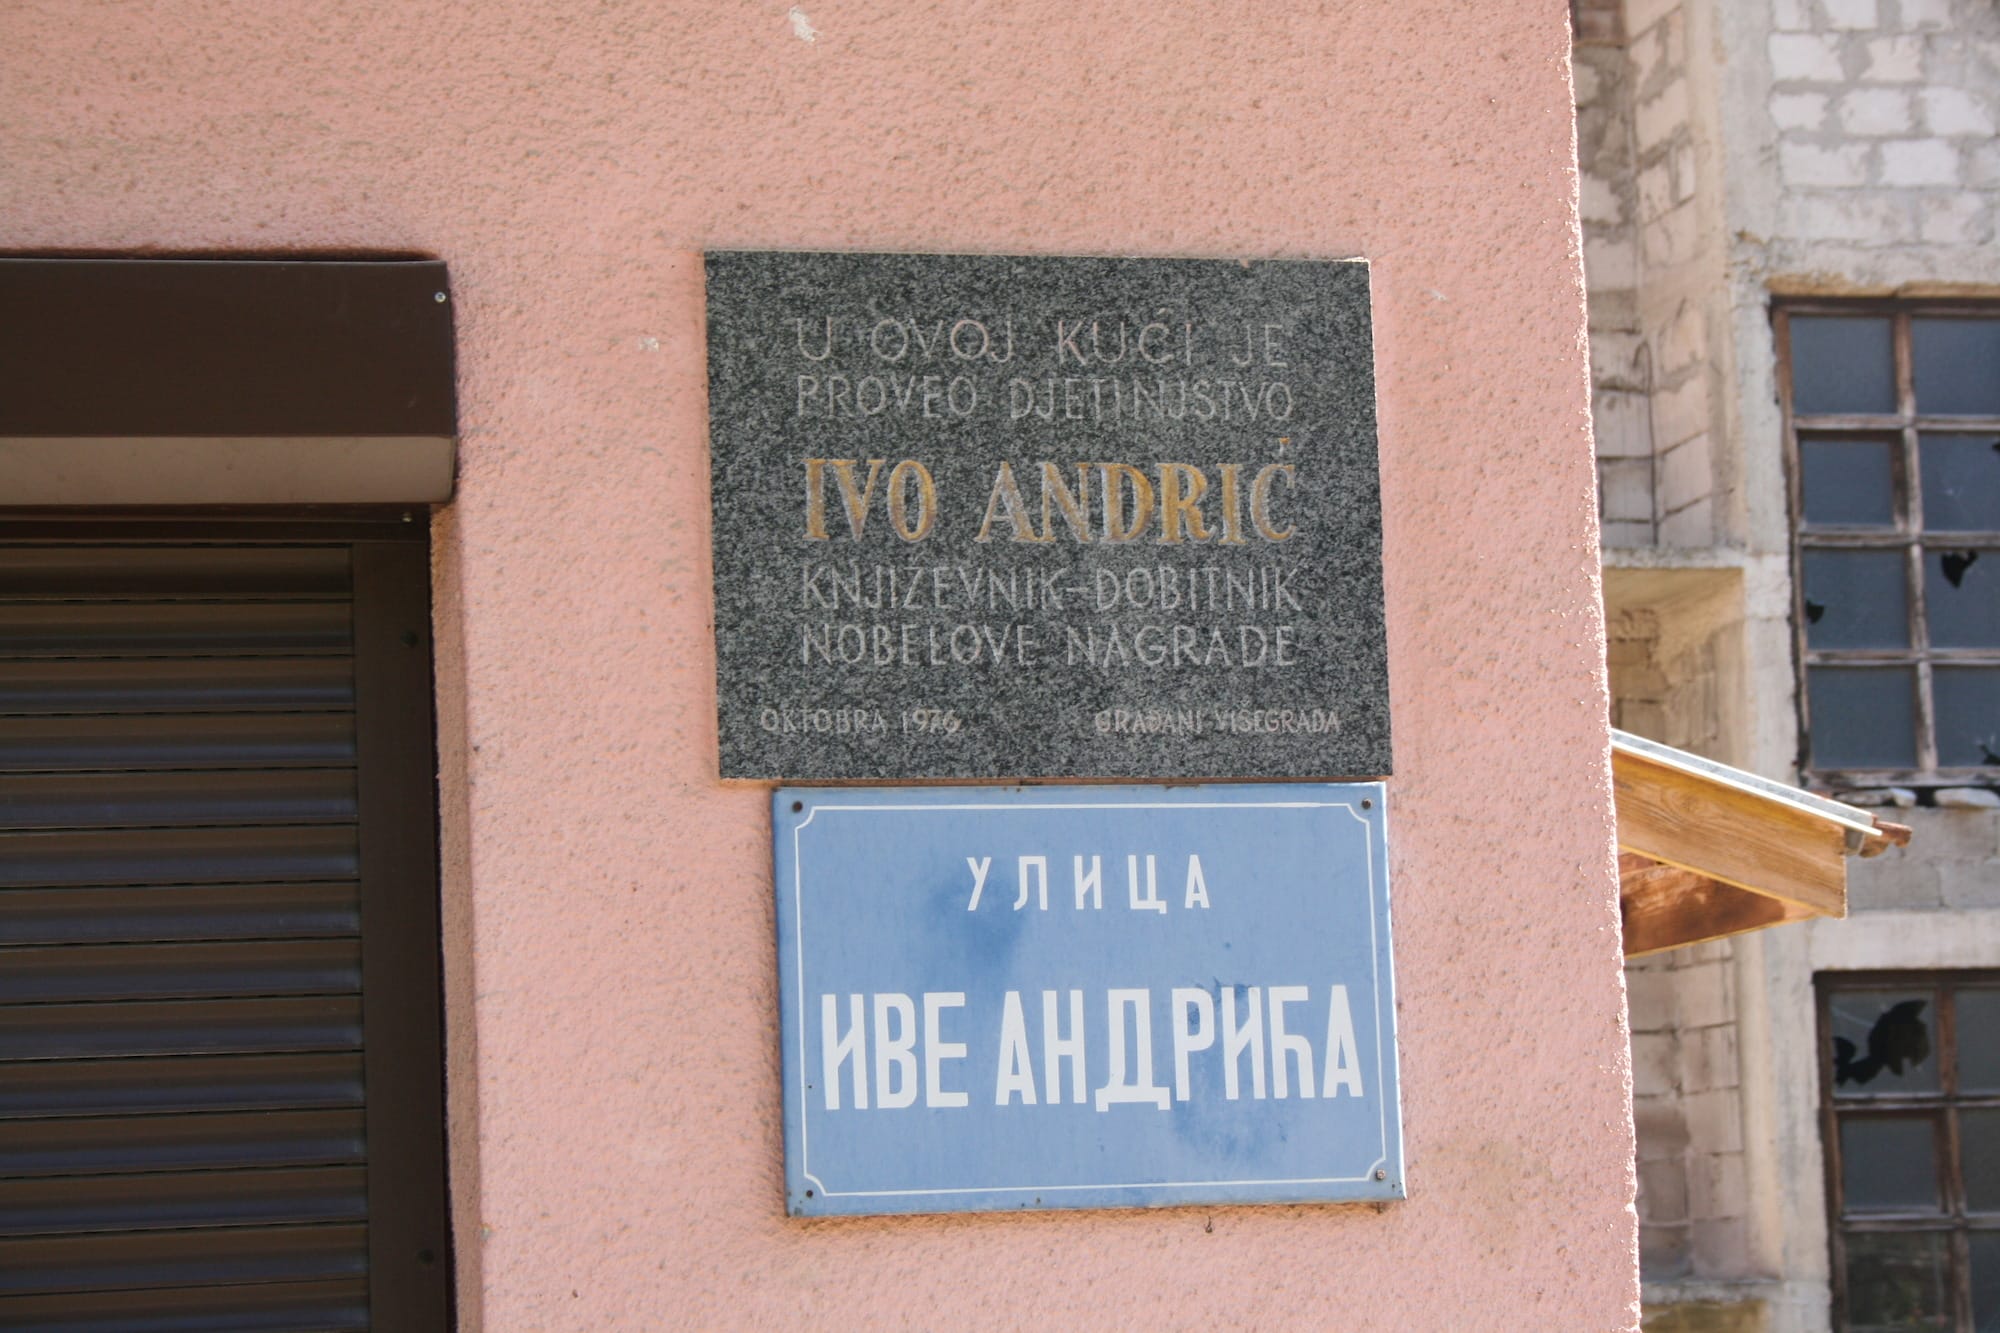 U OVOJ KUĆI JE
PROVEO DJETINJSTVO
IVO ANDRIĆ
KNJIŽEVNIK-DOBITNIK
NOBELOVE NAGRADE
OKTOBRA 1976 GRAĐANI VIŠEGRADA
УЛИЦА
ИВЕ АНДРИЋА